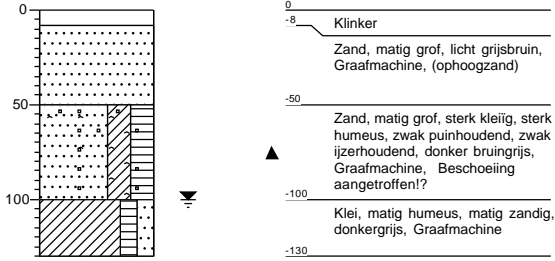 0
0
-8
Klinker
Zand, matig grof, licht grijsbruin,
Graafmachine, (ophoogzand)
50
-50
Zand, matig grof, sterk kleiïg, sterk
humeus, zwak puinhoudend, zwak
ijzerhoudend, donker bruingrijs,
Graafmachine, Beschoeiing
aangetroffen!?
100
-100
Klei, matig humeus, matig zandig,
donkergrijs, Graafmachine
-130